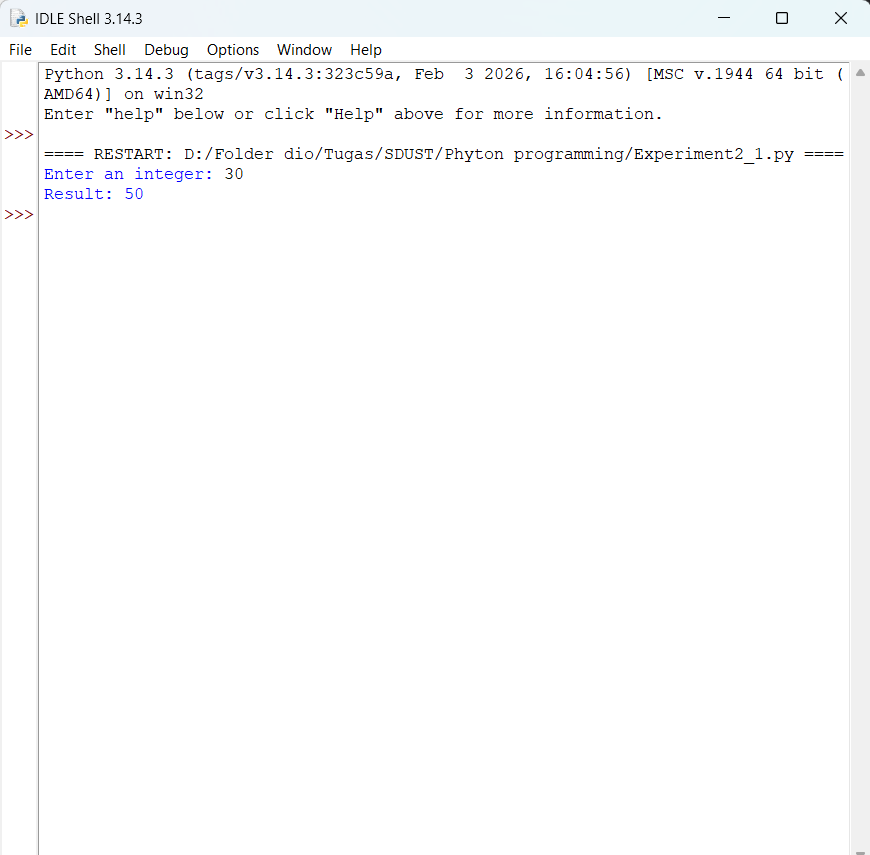 IDLE Shell 3.14.3
File Edit Shell Debug Options Window Help
Python 3.14.3 (tags/v3.14.3:323c59a, Feb  3 2026, 16:04:56) [MSC v.1944 64 bit (
AMD64)] on win32
Enter "help" below or click "Help" above for more information.
>>>
==== RESTART: D:/Folder dio/Tugas/SDUST/Phyton programming/Experiment2_1.py ====
Enter an integer: 30
Result: 50
>>>